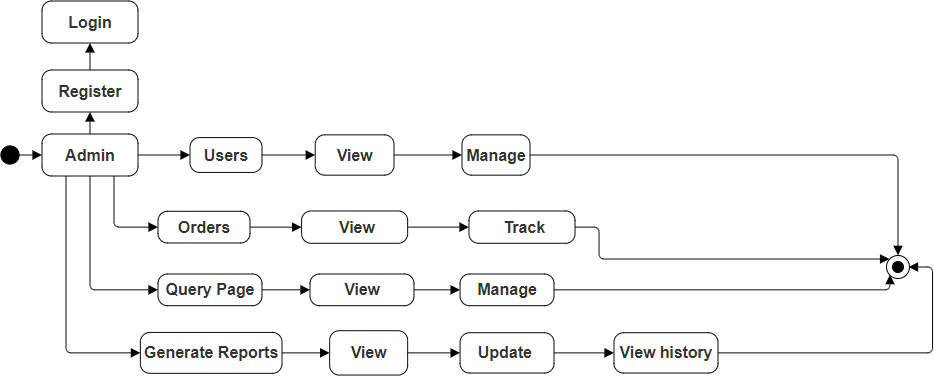 Login
Register
Admin
Users
View
Manage
Orders
View
Track
Query Page
View
Manage
Generate Reports
View
Update
View history